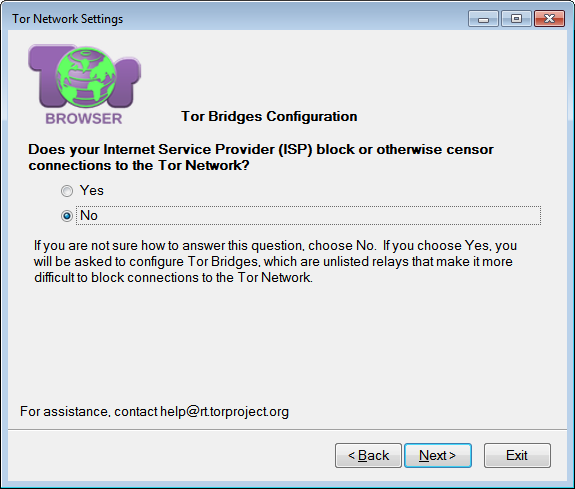 Tor Network Settings
Tor
BROWSER
Tor Bridges Configuration
Does your Internet Service Provider (ISP) block or otherwise censor
connections to the Tor Network?
Yes
No
If you are not sure how to answer this question, choose No.  If you choose Yes, you
will be asked to configure Tor Bridges, which are unlisted relays that make it more
difficult to block connections to the Tor Network.
For assistance, contact help@rt.torproject.org
< Back Next > Exit